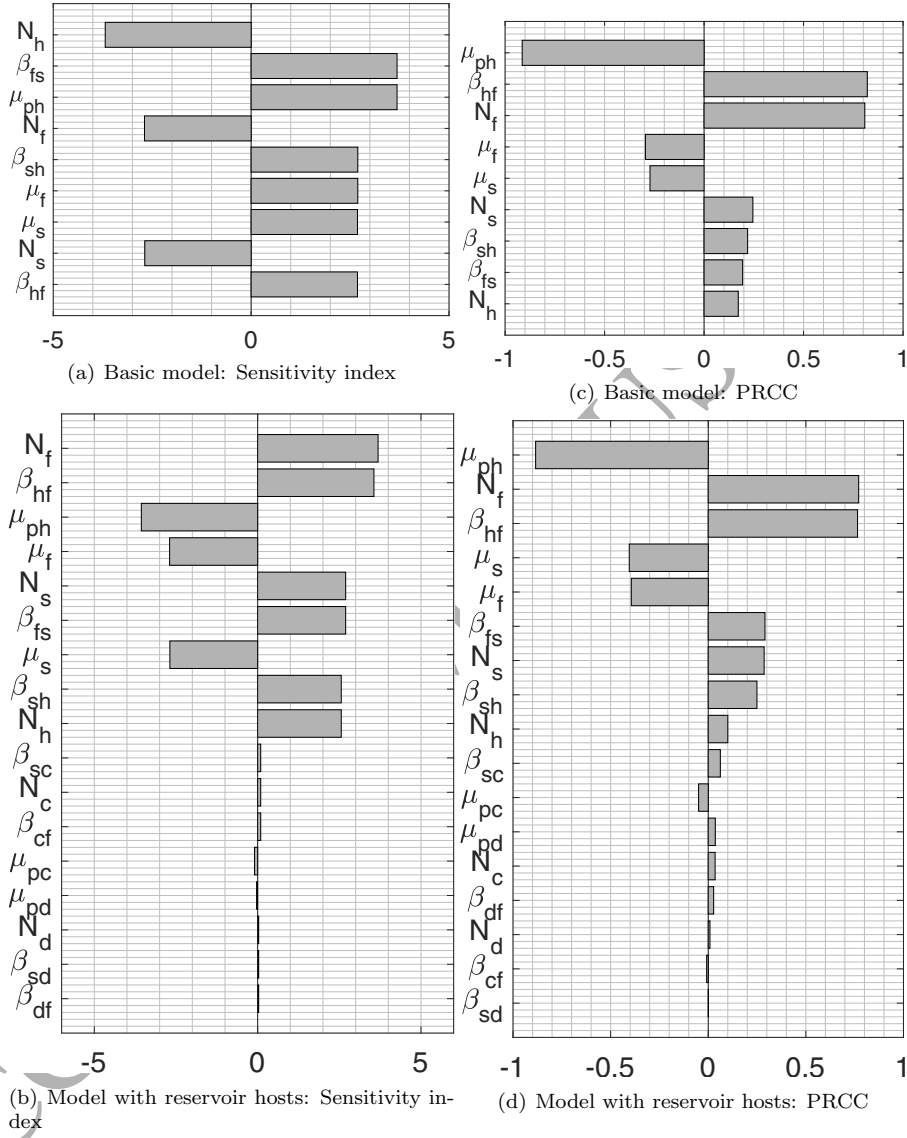 N_h
β_fs
μ_ph
N_f
β_sh
μ_f
μ_s
N_s
β_hf
-5 0 5
(a) Basic model: Sensitivity index
μ_ph
β_hf
N_f
μ_f
μ_s
N_s
β_sh
β_fs
N_h
-1 -0.5 0 0.5 1
(c) Basic model: PRCC
N_f
β_hf
μ_ph
μ_f
N_s
β_fs
μ_s
β_sh
N_h
β_sc
N_c
β_cf
μ_pc
μ_pd
N_d
β_sd
β_df
-5 0 5
(b) Model with reservoir hosts: Sensitivity in-
dex
μ_ph
N_f
β_hf
μ_s
μ_f
β_fs
N_s
β_sh
N_h
β_sc
μ_pc
μ_pd
N_c
β_df
N_d
β_cf
β_sd
-1 -0.5 0 0.5 1
(d) Model with reservoir hosts: PRCC